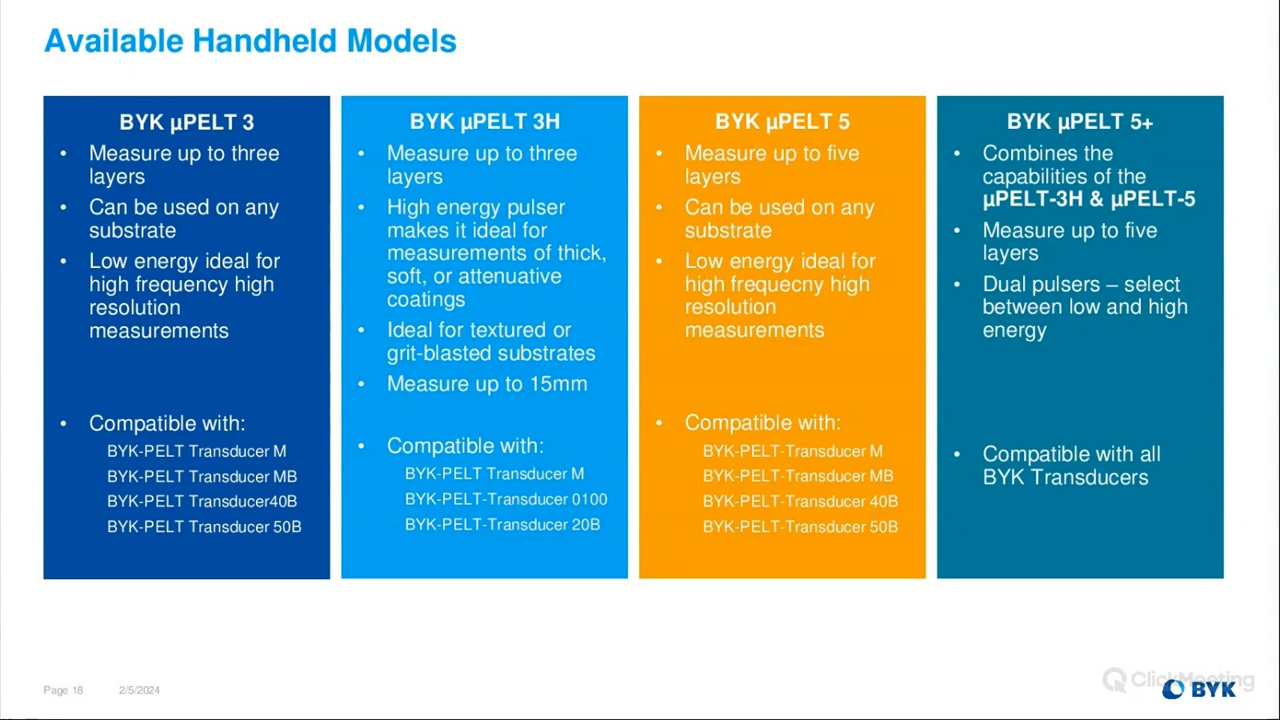 Available Handheld Models
BYK µPELT 3
• Measure up to three
layers
• Can be used on any
substrate
• Low energy ideal for
high frequency high
resolution
measurements
• Compatible with:
BYK-PELT Transducer M
BYK-PELT Transducer MB
BYK-PELT Transducer40B
BYK-PELT Transducer 50B
BYK µPELT 3H
• Measure up to three
layers
• High energy pulser
makes it ideal for
measurements of thick,
soft, or attenuative
coatings
• Ideal for textured or
grit-blasted substrates
• Measure up to 15mm
• Compatible with:
BYK-PELT Transducer M
BYK-PELT-Transducer 0100
BYK-PELT-Transducer 20B
BYK µPELT 5
• Measure up to five
layers
• Can be used on any
substrate
• Low energy ideal for
high frequecny high
resolution
measurements
• Compatible with:
BYK-PELT-Transducer M
BYK-PELT-Transducer MB
BYK-PELT-Transducer 40B
BYK-PELT-Transducer 50B
BYK µPELT 5+
• Combines the
capabilities of the
µPELT-3H & µPELT-5
• Measure up to five
layers
• Dual pulsers – select
between low and high
energy
• Compatible with all
BYK Transducers
Page 18 2/5/2024
ClickMeeting
BYK